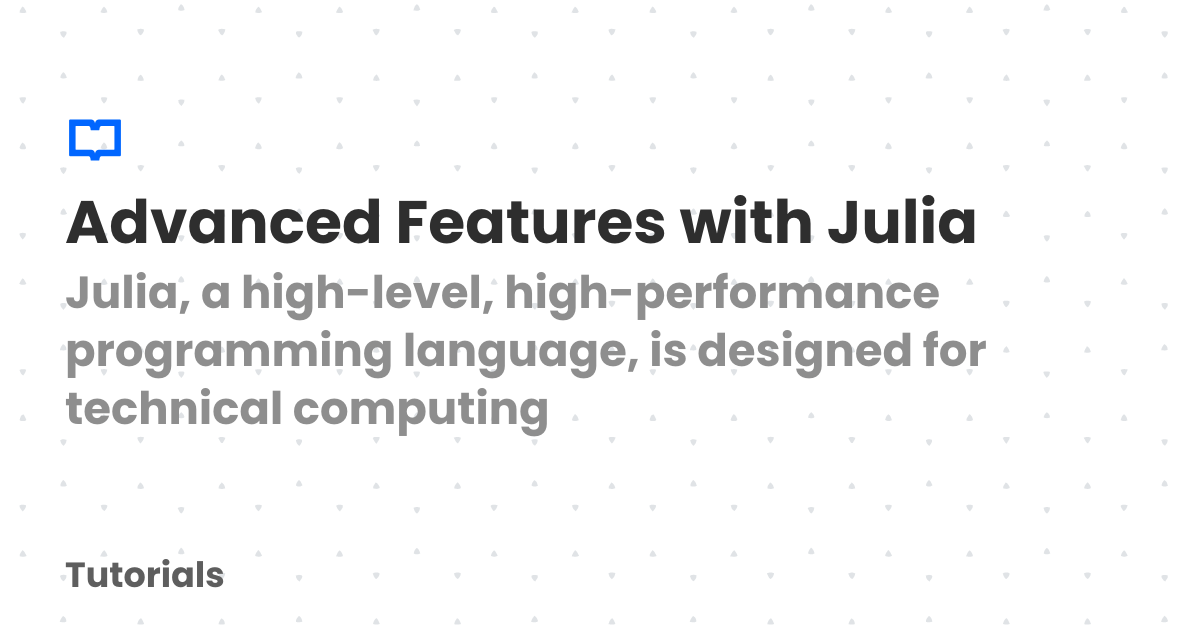 Advanced Features with Julia
Julia, a high-level, high-performance
programming language, is designed for
technical computing
Tutorials